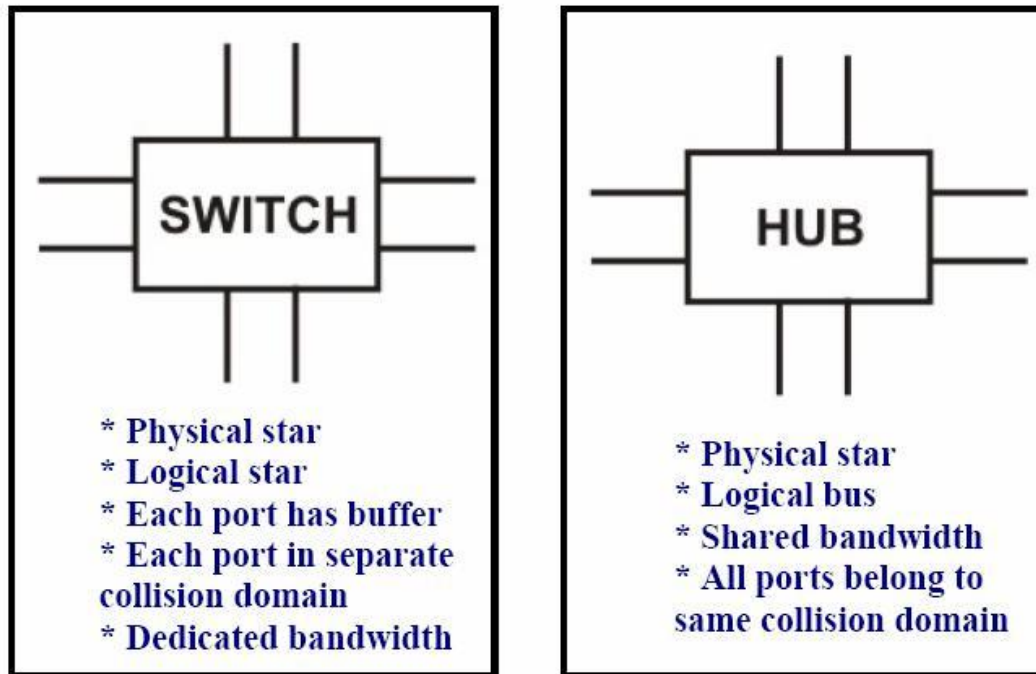 SWITCH
* Physical star
* Logical star
* Each port has buffer
* Each port in separate
collision domain
* Dedicated bandwidth
HUB
* Physical star
* Logical bus
* Shared bandwidth
* All ports belong to
same collision domain